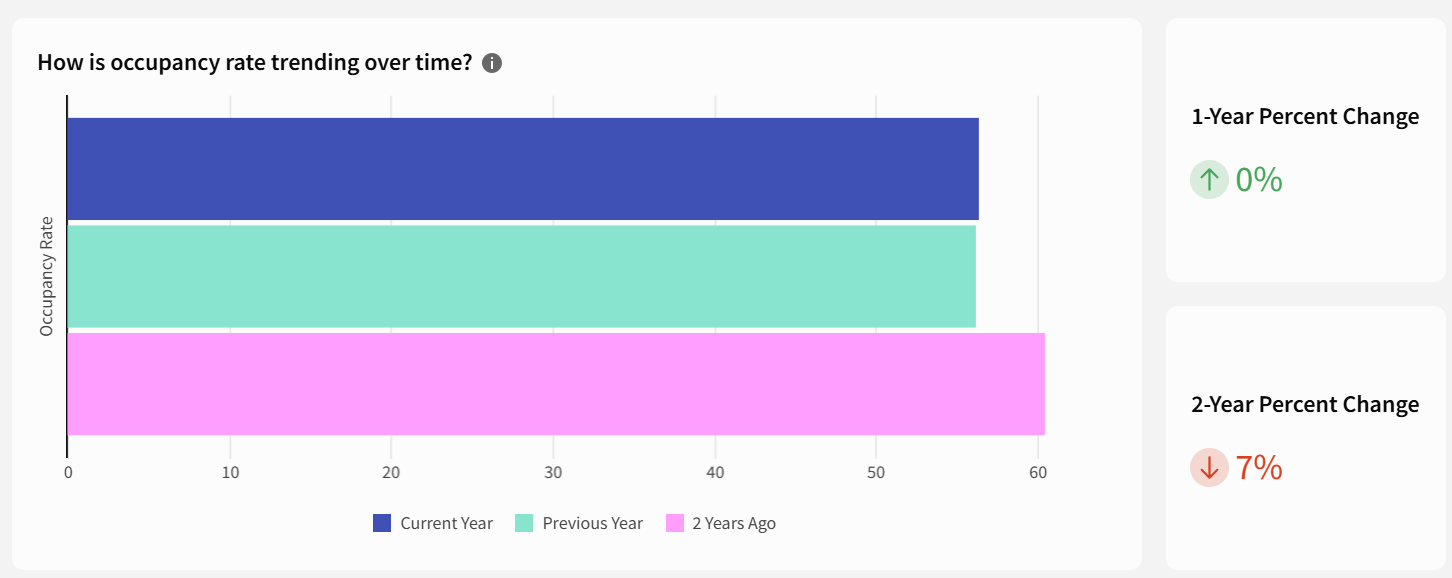 How is occupancy rate trending over time?
Occupancy Rate
0 10 20 30 40 50 60
Current Year Previous Year 2 Years Ago
1-Year Percent Change
0%
2-Year Percent Change
7%